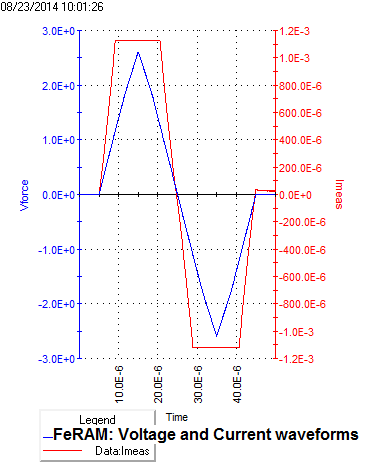 08/23/2014 10:01:26
3.0E+0
2.0E+0
1.0E+0
0.0E+0
-1.0E+0
-2.0E+0
-3.0E+0
Vforce
1.2E-3
1.0E-3
800.0E-6
600.0E-6
400.0E-6
200.0E-6
0.0E+0
-200.0E-6
-400.0E-6
-600.0E-6
-800.0E-6
-1.0E-3
-1.2E-3
Imeas
10.0E-6
20.0E-6
30.0E-6
40.0E-6
Time
Legend
FeRAM: Voltage and Current waveforms
Data:Imeas